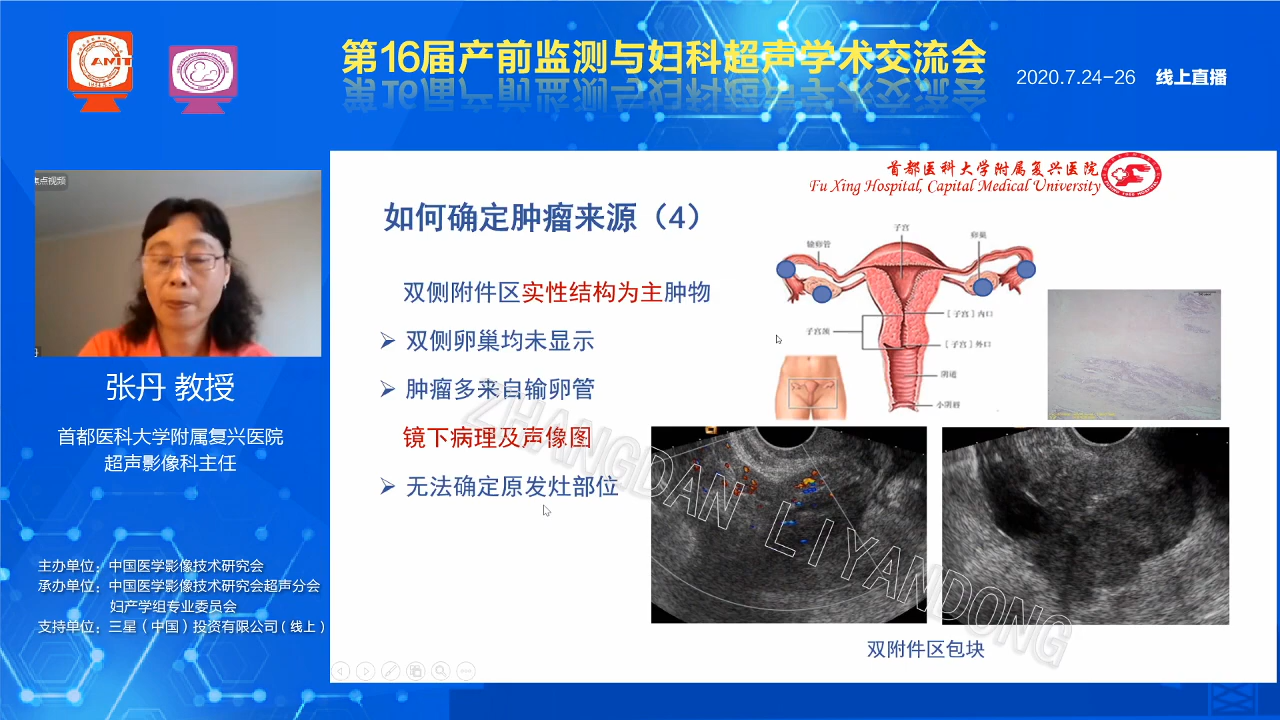 第16届产前监测与妇科超声学术交流会
2020.7.24-26 线上直播
AMIT
焦点视频
张丹 教授
首都医科大学附属复兴医院
超声影像科主任
主办单位：中国医学影像技术研究会
承办单位：中国医学影像技术研究会超声分会
妇产学组专业委员会
支持单位：三星（中国）投资有限公司（线上）
首都医科大学附属复兴医院
Fu Xing Hospital, Capital Medical University
如何确定肿瘤来源（4）
双侧附件区实性结构为主肿物
双侧卵巢均未显示
肿瘤多来自输卵管
镜下病理及声像图
无法确定原发灶部位
子宫
输卵管
卵巢
[子宫]内口
子宫颈
[子宫]外口
阴道
小阴唇
ZHANGDAN LIYANDONG
双附件区包块